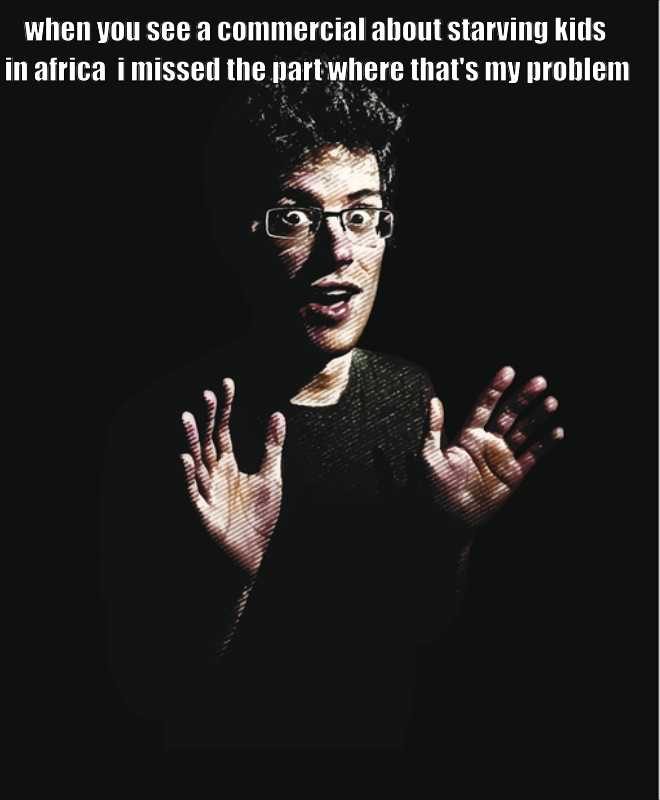 when you see a commercial about starving kids
in africa  i missed the part where that's my problem